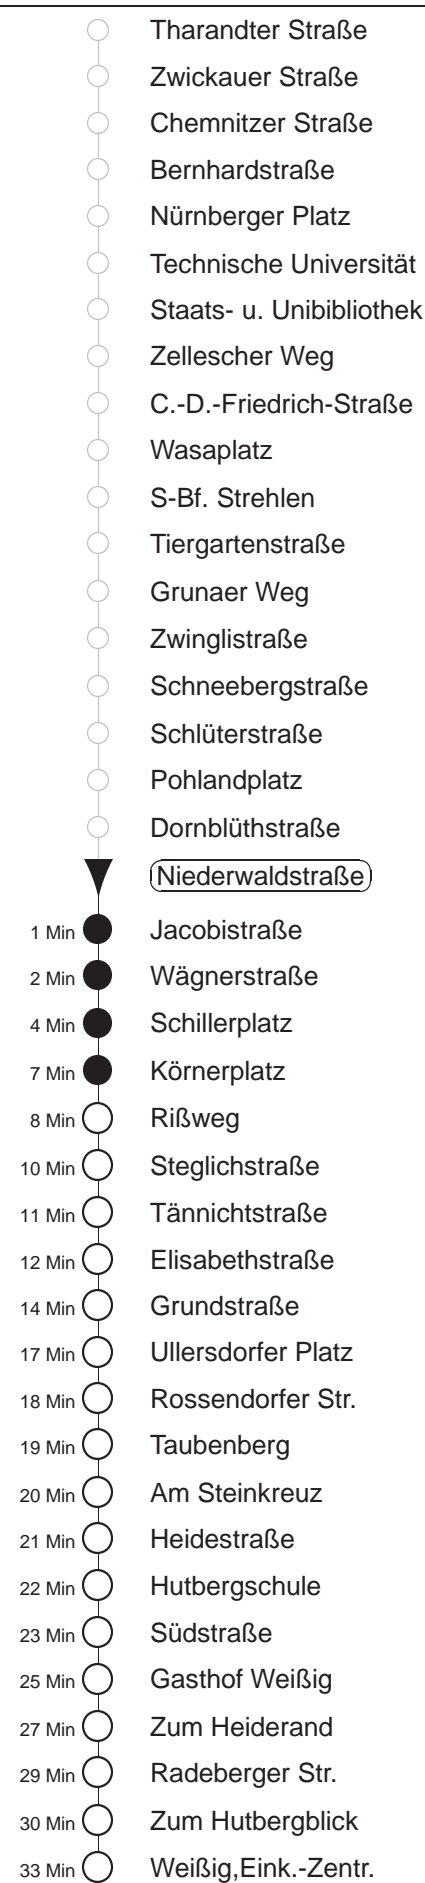 Tharandter Straße
Zwickauer Straße
Chemnitzer Straße
Bernhardstraße
Nürnberger Platz
Technische Universität
Staats- u. Unibibliothek
Zellescher Weg
C.-D.-Friedrich-Straße
Wasaplatz
S-Bf. Strehlen
Tiergartenstraße
Grunaer Weg
Zwinglistraße
Schneebergstraße
Schlüterstraße
Pohlandplatz
Dornblüthstraße
Niederwaldstraße
1 Min Jacobistraße
2 Min Wägnerstraße
4 Min Schillerplatz
7 Min Körnerplatz
8 Min Rißweg
10 Min Steglichstraße
11 Min Tännichtstraße
12 Min Elisabethstraße
14 Min Grundstraße
17 Min Ullersdorfer Platz
18 Min Rossendorfer Str.
19 Min Taubenberg
20 Min Am Steinkreuz
21 Min Heidestraße
22 Min Hutbergschule
23 Min Südstraße
25 Min Gasthof Weißig
27 Min Zum Heiderand
29 Min Radeberger Str.
30 Min Zum Hutbergblick
33 Min Weißig,Eink.-Zentr.